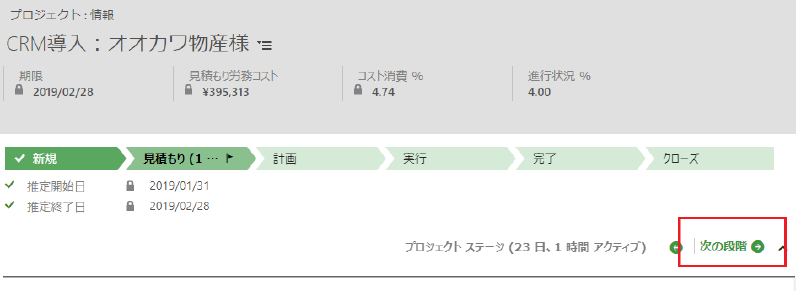 プロジェクト : 情報
CRM導入：オオカワ物産様
期限 見積もり労務コスト コスト消費 % 進行状況 %
2019/02/28 ¥395,313 4.74 4.00
新規 見積もり (1 … 計画 実行 完了 クローズ
推定開始日 2019/01/31
推定終了日 2019/02/28
プロジェクト ステージ (23 日、1 時間 アクティブ) 次の段階